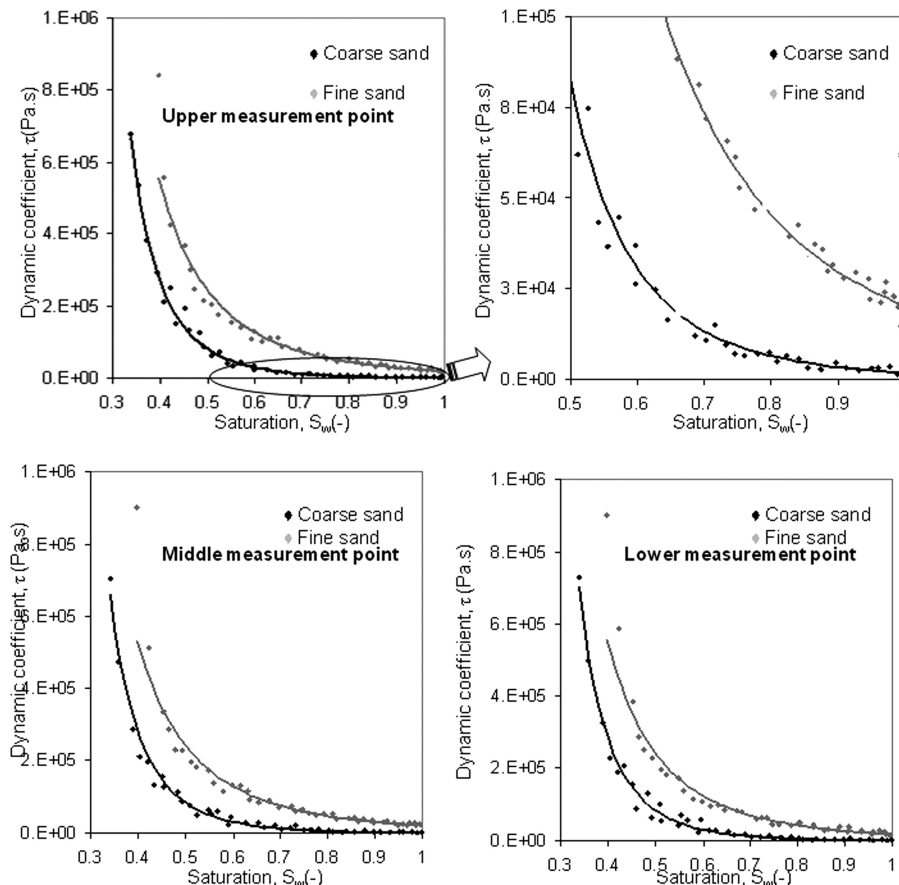 1.E+06
8.E+05
6.E+05
4.E+05
2.E+05
0.E+00
Dynamic coefficient, τ(Pa.s)
Coarse sand
Fine sand
Upper measurement point
0.3 0.4 0.5 0.6 0.7 0.8 0.9 1
Saturation, Sw(-)
1.E+05
8.E+04
5.E+04
3.E+04
0.E+00
Dynamic coefficient, τ (Pa.s)
Coarse sand
Fine sand
0.5 0.6 0.7 0.8 0.9
Saturation, Sw(-)
1.E+06
8.E+05
6.E+05
4.E+05
2.E+05
0.E+00
Dynamic coefficient, τ (Pa.s)
Coarse sand
Fine sand
Middle measurement point
0.3 0.4 0.5 0.6 0.7 0.8 0.9 1
Saturation, Sw(-)
1.E+06
8.E+05
6.E+05
4.E+05
2.E+05
0.E+00
Dynamic coefficient, τ (Pa.s)
Coarse sand
Fine sand
Lower measurement point
0.3 0.4 0.5 0.6 0.7 0.8 0.9 1
Saturation, Sw(-)